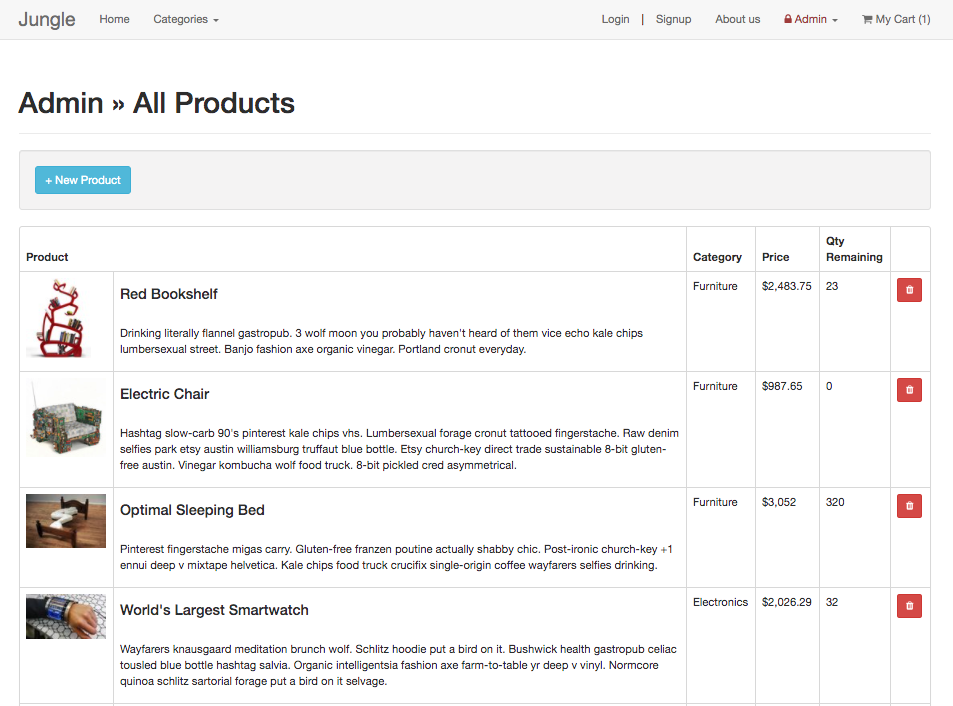 Jungle Home Categories Login | Signup About us Admin My Cart (1)
Admin » All Products
+ New Product
Product Category Price Qty Remaining
Red Bookshelf Furniture $2,483.75 23
Drinking literally flannel gastropub. 3 wolf moon you probably haven't heard of them vice echo kale chips
lumbersexual street. Banjo fashion axe organic vinegar. Portland cronut everyday.
Electric Chair Furniture $987.65 0
Hashtag slow-carb 90's pinterest kale chips vhs. Lumbersexual forage cronut tattooed fingerstache. Raw denim
selfies park etsy austin williamsburg truffaut blue bottle. Etsy church-key direct trade sustainable 8-bit gluten-
free austin. Vinegar kombucha wolf food truck. 8-bit pickled cred asymmetrical.
Optimal Sleeping Bed Furniture $3,052 320
Pinterest fingerstache migas carry. Gluten-free franzen poutine actually shabby chic. Post-ironic church-key +1
ennui deep v mixtape helvetica. Kale chips food truck crucifix single-origin coffee wayfarers selfies drinking.
World's Largest Smartwatch Electronics $2,026.29 32
Wayfarers knausgaard meditation brunch wolf. Schlitz hoodie put a bird on it. Bushwick health gastropub celiac
tousled blue bottle hashtag salvia. Organic intelligentsia fashion axe farm-to-table yr deep v vinyl. Normcore
quinoa schlitz sartorial forage put a bird on it selvage.